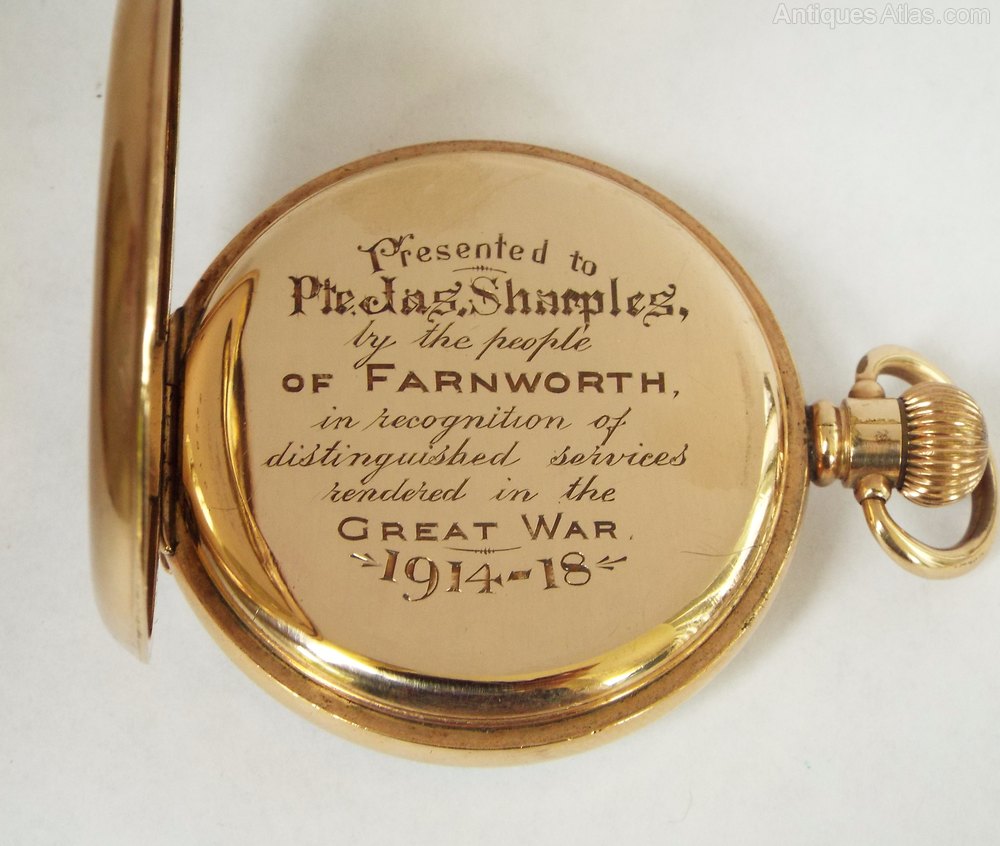 AntiquesAtlas.com
Presented to
Pte. Jas. Sharples,
by the people
OF FARNWORTH,
in recognition of
distinguished services
rendered in the
GREAT WAR.
1914-18